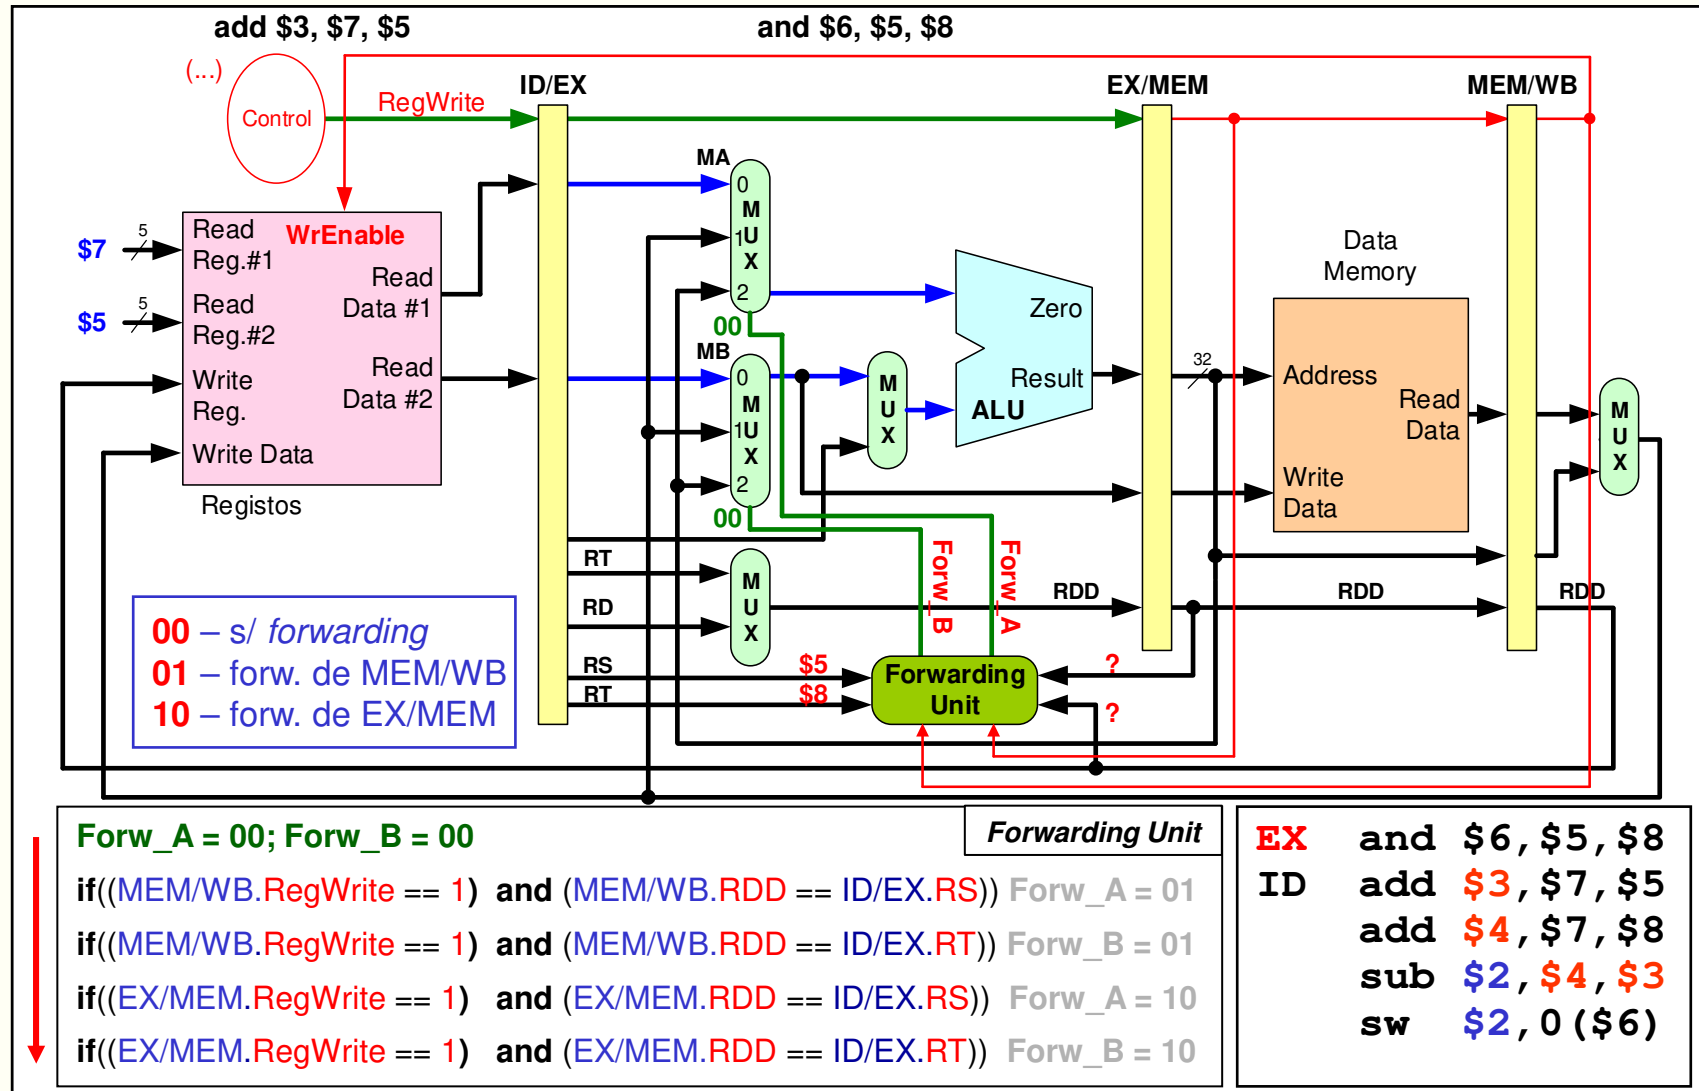 add $3, $7, $5
and $6, $5, $8
(...)
Control
RegWrite
ID/EX
EX/MEM
MEM/WB
WrEnable
$7
5
Read
Reg.#1
$5
5
Read
Reg.#2
Write
Reg.
Write Data
Read
Data #1
Read
Data #2
Registos
MA
0
M
1U
X
2
00
MB
0
M
1U
X
2
00
M
U
X
Zero
Result
ALU
32
Data
Memory
Address
Read
Data
Write
Data
M
U
X
RT
RD
M
U
X
RDD
RDD
RDD
Forw_B
Forw_A
RS
$5
RT
$8
Forwarding
Unit
?
?
00 – s/ forwarding
01 – forw. de MEM/WB
10 – forw. de EX/MEM
Forw_A = 00; Forw_B = 00
Forwarding Unit
if((MEM/WB.RegWrite == 1) and (MEM/WB.RDD == ID/EX.RS)) Forw_A = 01
if((MEM/WB.RegWrite == 1) and (MEM/WB.RDD == ID/EX.RT)) Forw_B = 01
if((EX/MEM.RegWrite == 1) and (EX/MEM.RDD == ID/EX.RS)) Forw_A = 10
if((EX/MEM.RegWrite == 1) and (EX/MEM.RDD == ID/EX.RT)) Forw_B = 10
EX and $6,$5,$8
ID add $3,$7,$5
add $4,$7,$8
sub $2,$4,$3
sw $2,0($6)